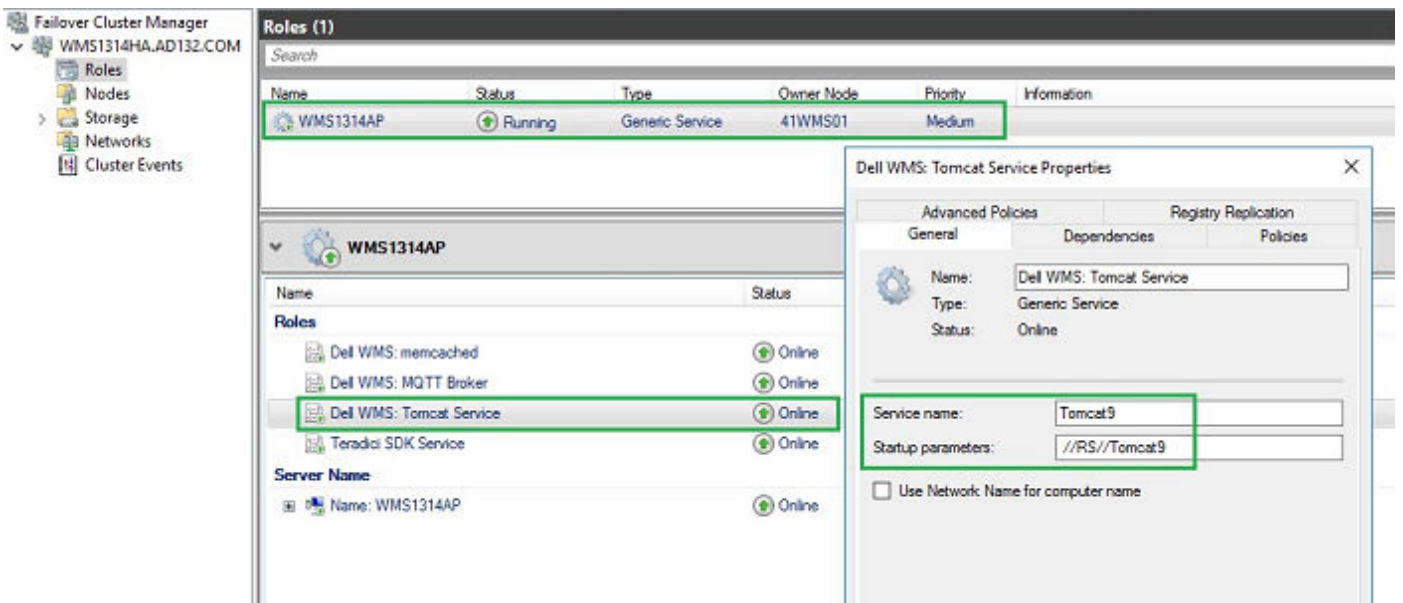 Failover Cluster Manager
WMS1314HA.AD132.COM
Roles
Nodes
Storage
Networks
Cluster Events
Roles (1)
Search
Name Status Type Owner Node Priority Information
WMS1314AP Running Generic Service 41WMS01 Medium
WMS1314AP
Name Status
Roles
Dell WMS: memcached Online
Dell WMS: MQTT Broker Online
Dell WMS: Tomcat Service Online
Teradici SDK Service Online
Server Name
Name: WMS1314AP Online
Dell WMS: Tomcat Service Properties
Advanced Policies Registry Replication
General Dependencies Policies
Name: Dell WMS: Tomcat Service
Type: Generic Service
Status: Online
Service name: Tomcat9
Startup parameters: //RS//Tomcat9
Use Network Name for computer name